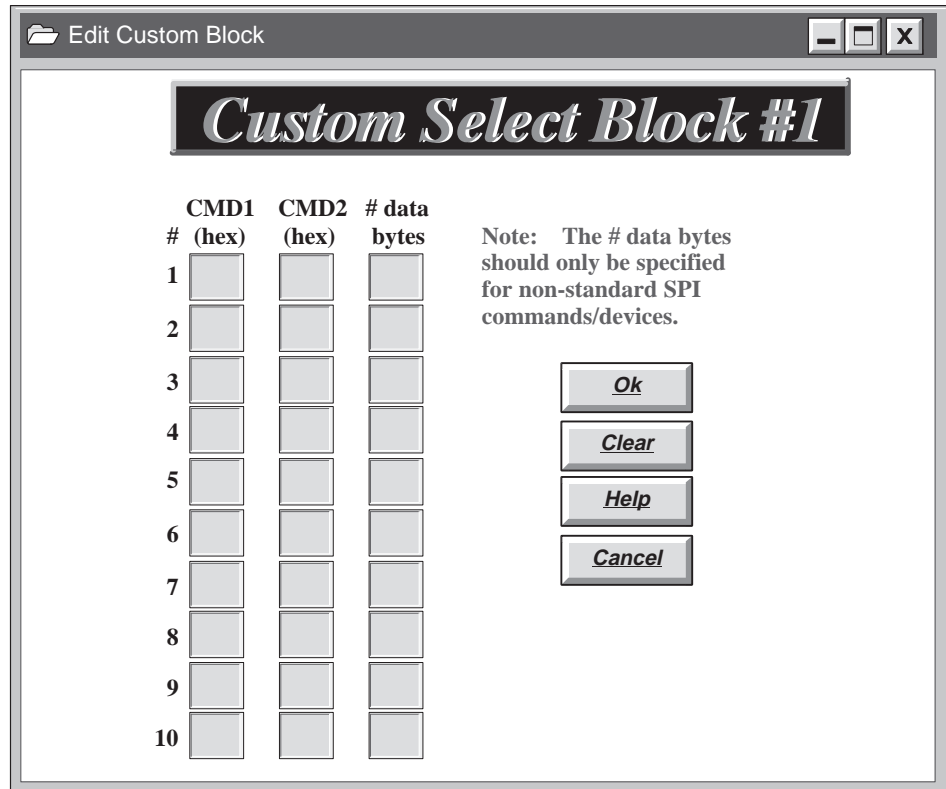 Edit Custom Block
X
Custom Select Block #1
CMD1 CMD2 # data
# (hex) (hex) bytes
1
2
3
4
5
6
7
8
9
10
Note: The # data bytes
should only be specified
for non-standard SPI
commands/devices.
Ok
Clear
Help
Cancel